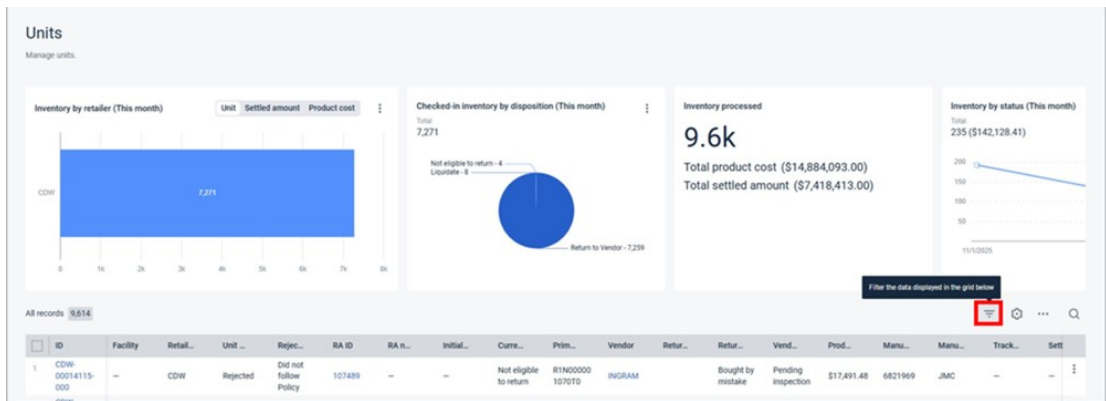 Units
Manage units.
Inventory by retailer (This month)
Unit Settled amount Product cost
CDW
7,271
0 1k 2k 3k 4k 5k 6k 7k 8k
Checked-in inventory by disposition (This month)
Total
7,271
Not eligible to return - 4
Liquidate - 8
Return to Vendor - 7,259
Inventory processed
9.6k
Total product cost ($14,884,093.00)
Total settled amount ($7,418,413.00)
Inventory by status (This month)
Total
235 ($142,128.41)
200
150
100
50
11/1/2025
Filter the data displayed in the grid below
All records 9,614
ID Facility Retail... Unit ... Rejec... RA ID RA n... Initial... Curre... Prim... Vendor Retur... Retur... Vend... Prod... Manu... Manu... Track... Sett
1 CDW-00014115-000 – CDW Rejected Did not follow Policy 107489 – – Not eligible to return R1N000001070T0 INGRAM Bought by mistake Pending inspection $17,491.48 6821969 JMC – –